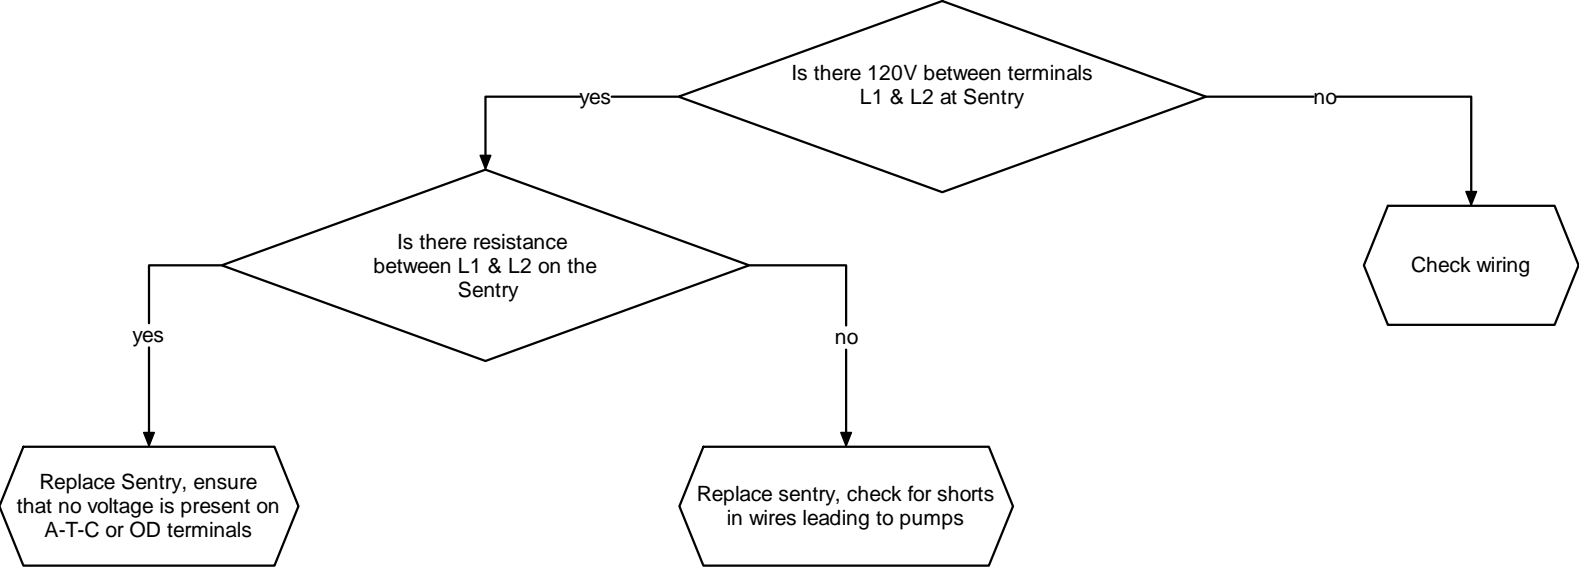 Is there 120V between terminals
L1 & L2 at Sentry
yes
no
Is there resistance
between L1 & L2 on the
Sentry
Check wiring
yes
no
Replace Sentry, ensure
that no voltage is present on
A-T-C or OD terminals
Replace sentry, check for shorts
in wires leading to pumps